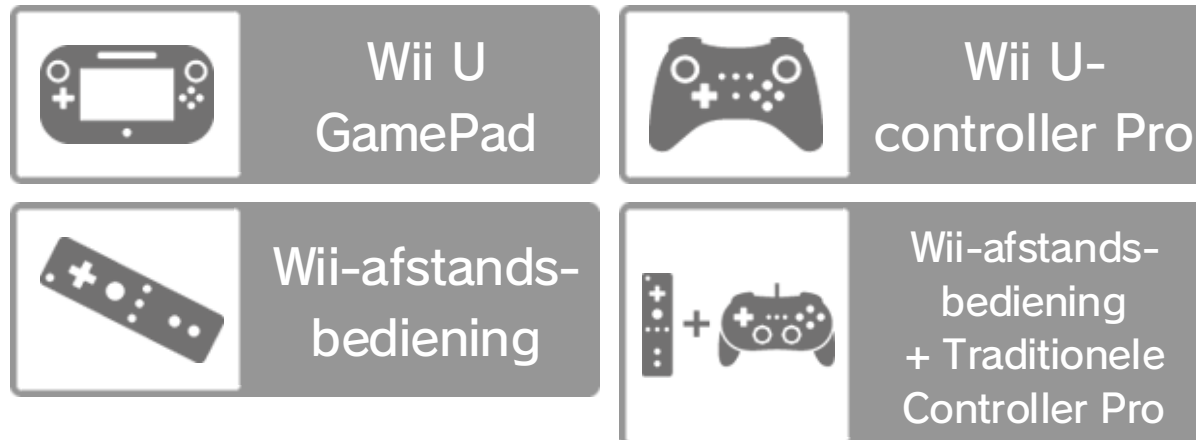 Wii U
GamePad
Wii U-
controller Pro
Wii-afstands-
bediening
Wii-afstands-
bediening
+ Traditionele
Controller Pro